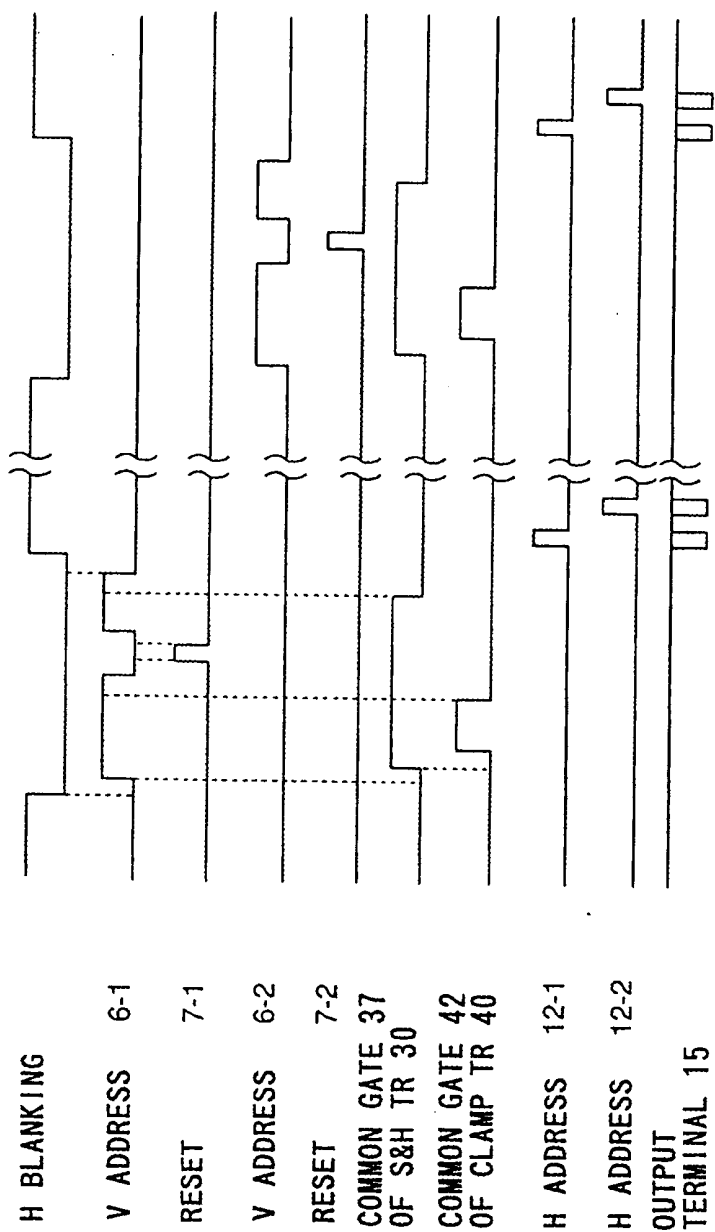 H BLANKING
V ADDRESS 6-1
RESET 7-1
V ADDRESS 6-2
RESET 7-2
COMMON GATE 37
OF S&H TR 30
COMMON GATE 42
OF CLAMP TR 40
H ADDRESS 12-1
H ADDRESS 12-2
OUTPUT
TERMINAL 15